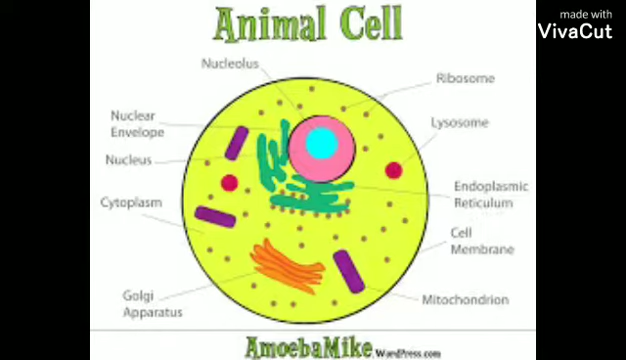 made with
VivaCut
Animal Cell
Nucleolus
Ribosome
Nuclear
Envelope
Lysosome
Nucleus
Endoplasmic
Reticulum
Cytoplasm
Cell
Membrane
Golgi
Apparatus
Mitochondrion
AmoebaMike.WordPress.com